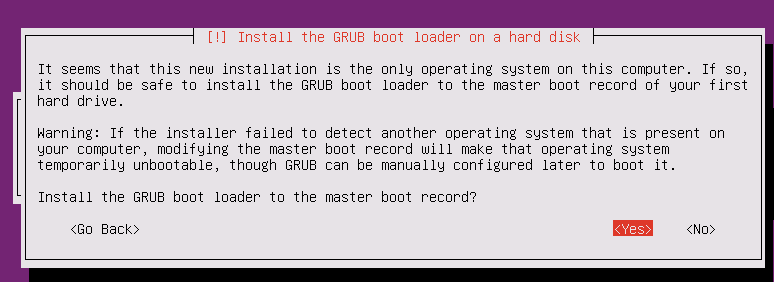 [!] Install the GRUB boot loader on a hard disk
It seems that this new installation is the only operating system on this computer. If so,
it should be safe to install the GRUB boot loader to the master boot record of your first
hard drive.
Warning: If the installer failed to detect another operating system that is present on
your computer, modifying the master boot record will make that operating system
temporarily unbootable, though GRUB can be manually configured later to boot it.
Install the GRUB boot loader to the master boot record?
<Go Back> <Yes> <No>